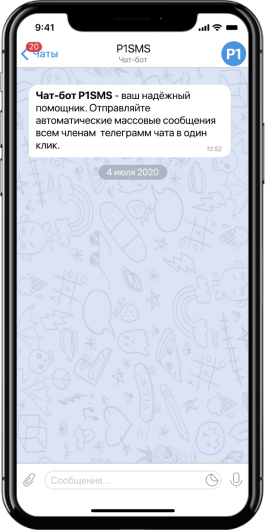 9:41
20
Чаты
P1SMS
Чат-бот
P1
Чат-бот P1SMS - ваш надёжный
помощник. Отправляйте
автоматические массовые сообщения
всем членам телеграмм чата в один
клик.
13:52
4 июля 2020
Сообщение...